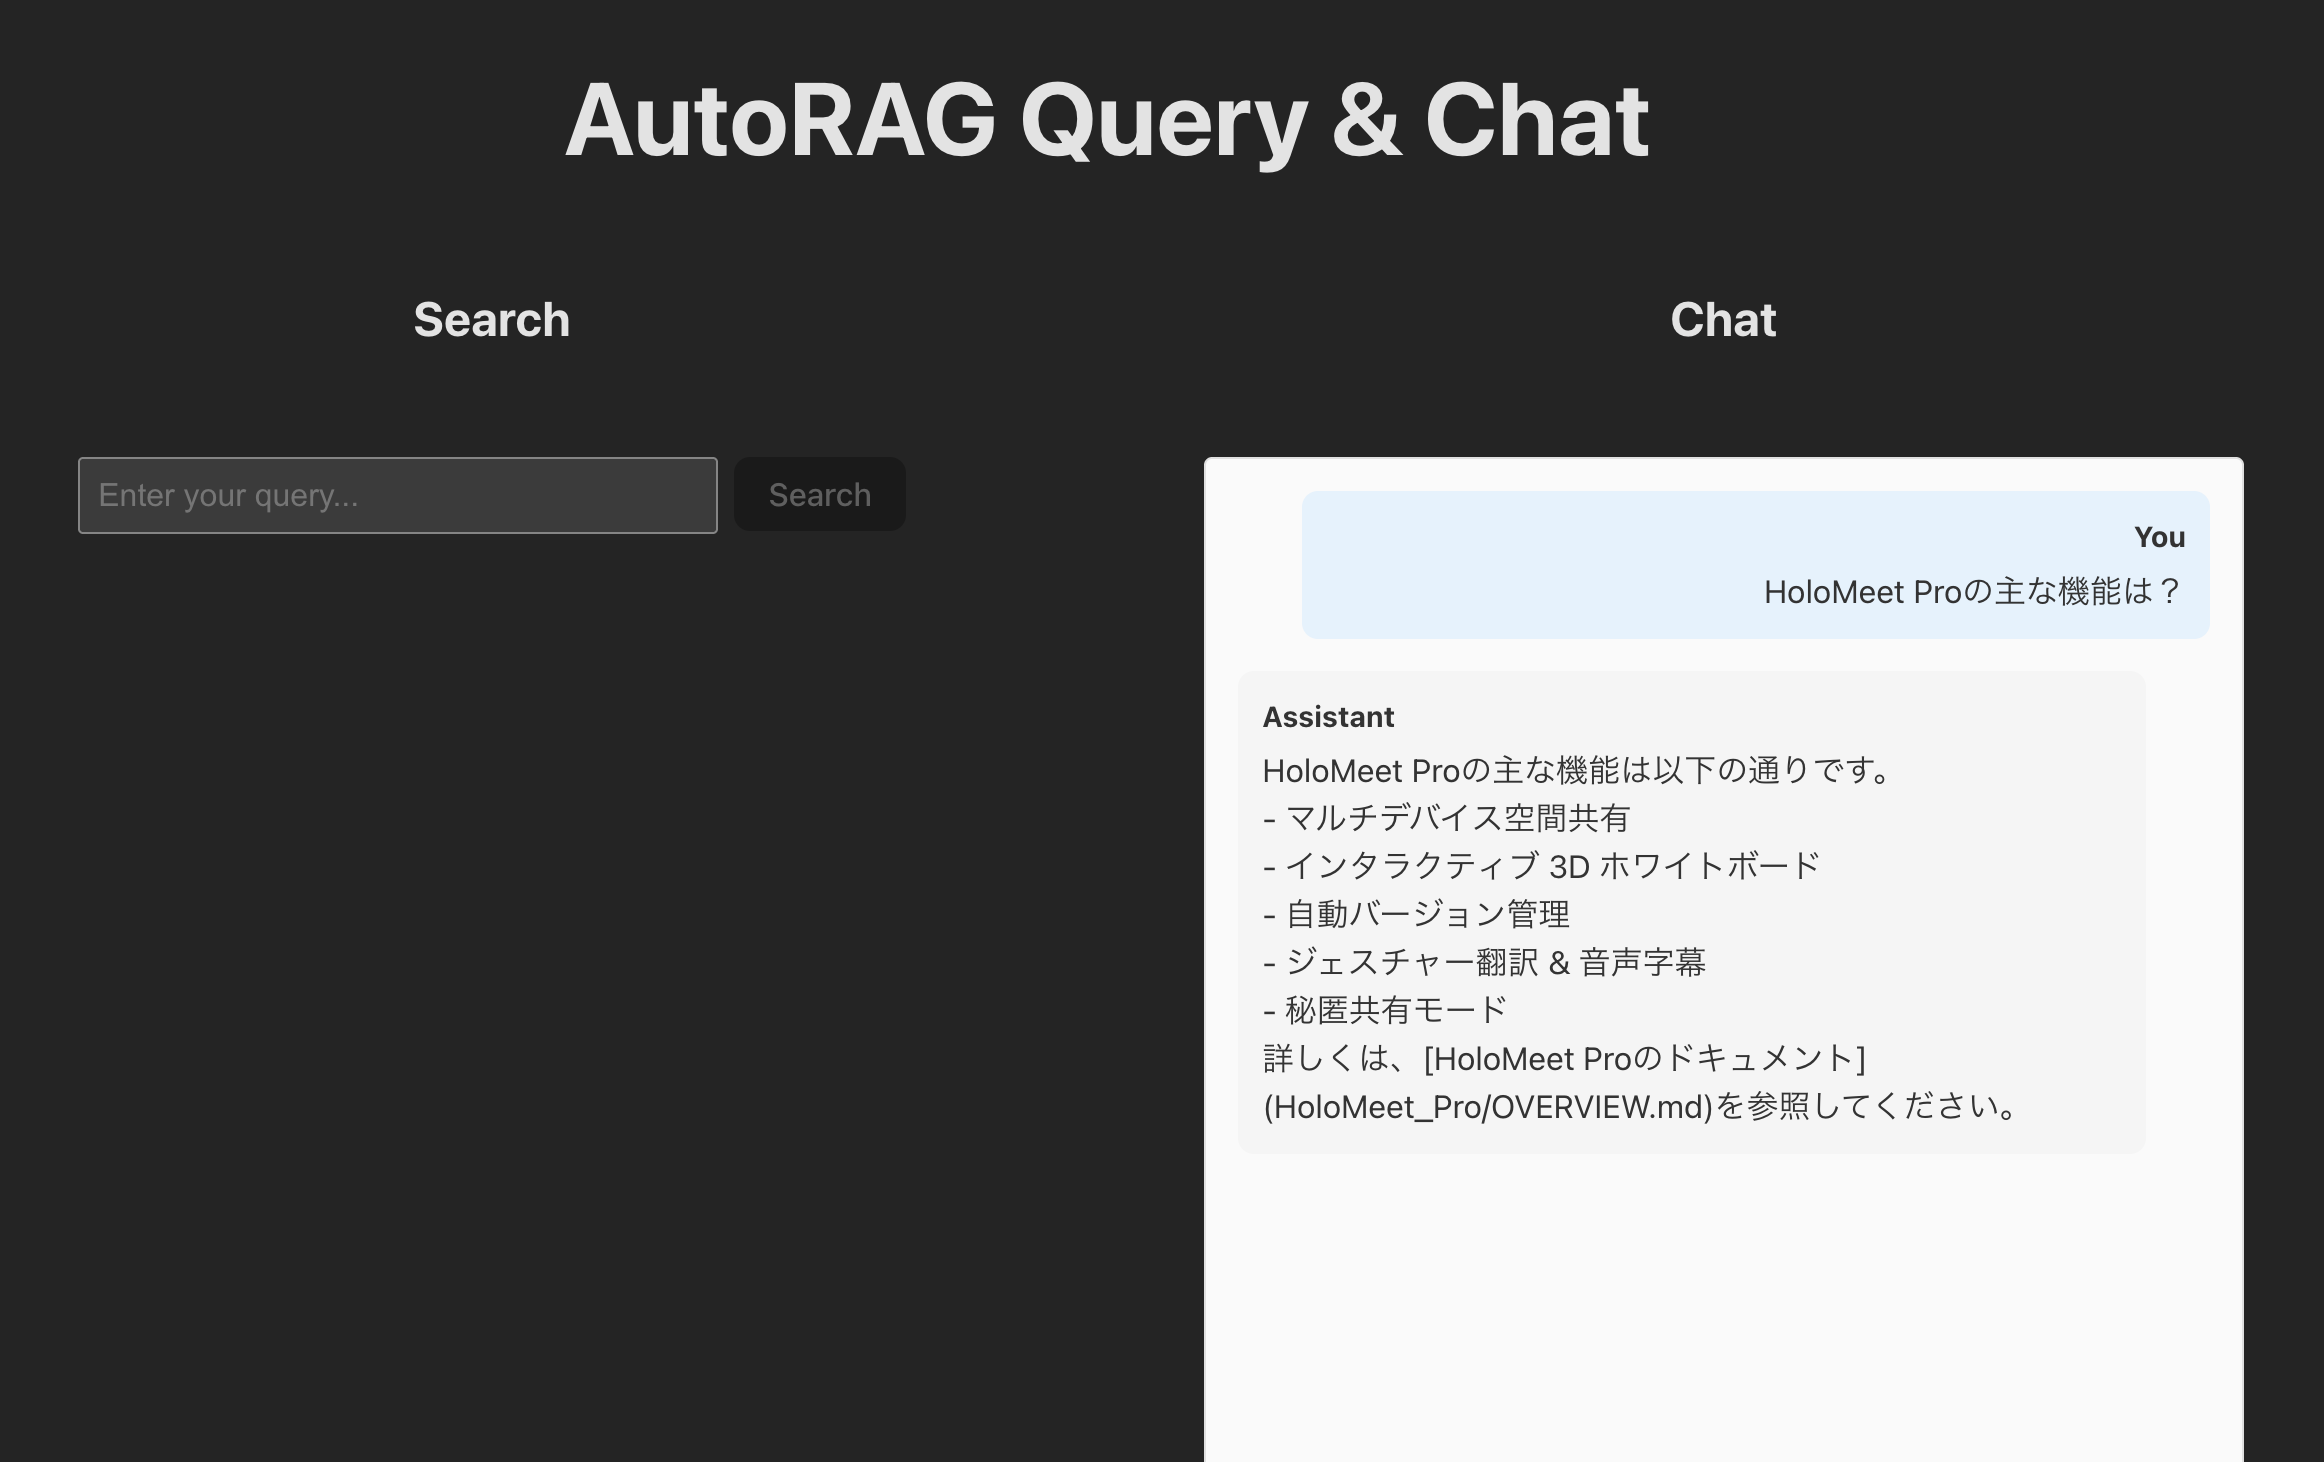 AutoRAG Query & Chat
Search
Enter your query...
Search
Chat
You
HoloMeet Proの主な機能は？
Assistant
HoloMeet Proの主な機能は以下の通りです。
- マルチデバイス空間共有
- インタラクティブ 3D ホワイトボード
- 自動バージョン管理
- ジェスチャー翻訳 & 音声字幕
- 秘匿共有モード
詳しくは、[HoloMeet Proのドキュメント]
(HoloMeet_Pro/OVERVIEW.md)を参照してください。